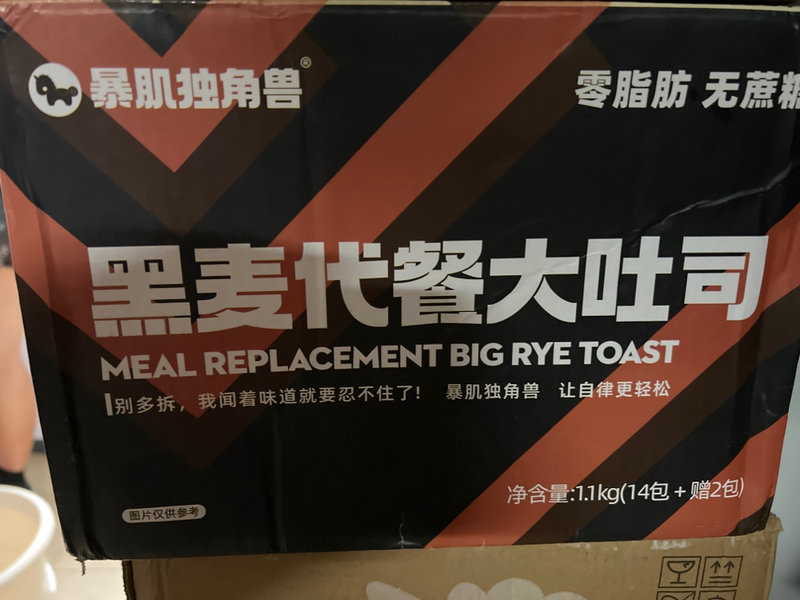 暴肌独角兽®
零脂肪 无蔗糖
黑麦代餐大吐司
MEAL REPLACEMENT BIG RYE TOAST
别多拆，我闻着味道就要忍不住了! 暴肌独角兽 让自律更轻松
净含量:1.1kg(14包+赠2包)
图片仅供参考